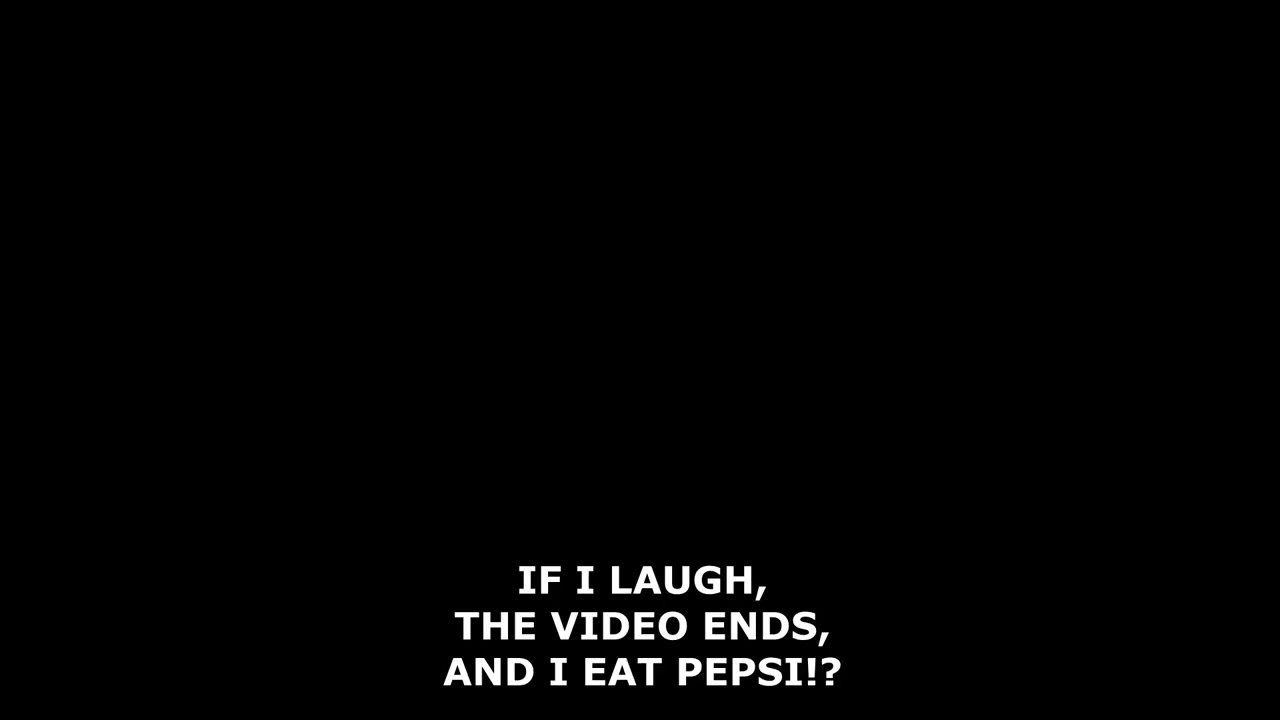 IF I LAUGH,
THE VIDEO ENDS,
AND I EAT PEPSI!?